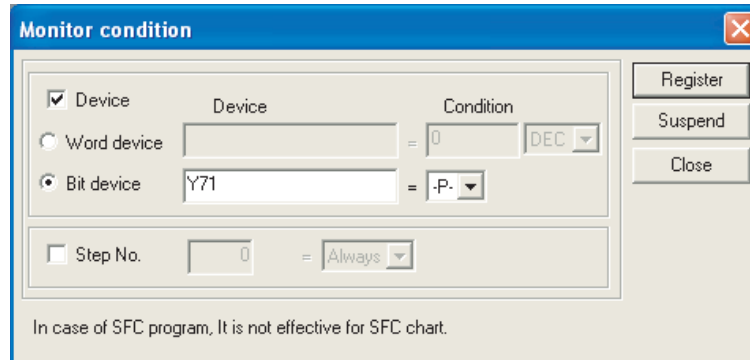 Monitor condition
Device Device Condition Register
Word device = 0 DEC Suspend
Bit device Y71 = -P- Close
Step No. 0 = Always
In case of SFC program, It is not effective for SFC chart.